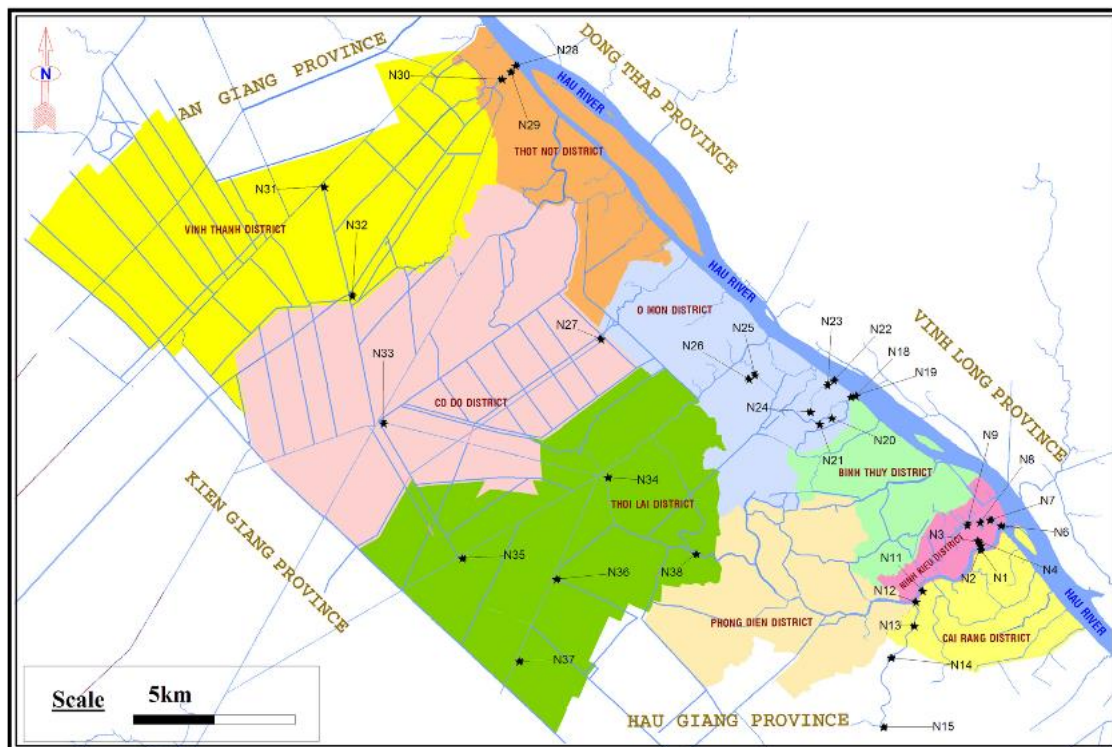 N28
DONG THAP PROVINCE
AN GIANG PROVINCE
N
N30
HAU RIVER
N29
THOT NOT DISTRICT
N31
N32
VINH THANH DISTRICT
HAU RIVER
O MON DISTRICT
N25
N23
N22
VINH LONG PROVINCE
N27
N26
N18
N33
N19
CO DO DISTRICT
N24
N20
N9
N21
N8
BINH THUY DISTRICT
N7
KIEN GIANG PROVINCE
N34
THOI LAI DISTRICT
N3
N6
N11
NINH KIEU DISTRICT
N35
N36
N38
N2
N1
N4
N12
HAU RIVER
PHONG DIEN DISTRICT
N13
CAI RANG DISTRICT
N37
N14
Scale
5km
HAU GIANG PROVINCE
N15